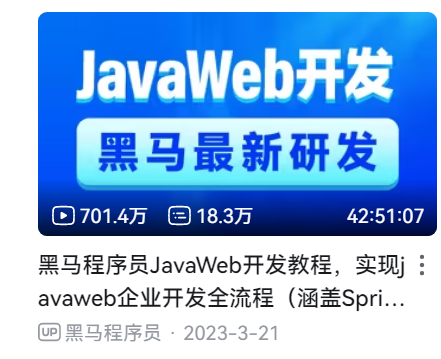 JavaWeb开发
黑马最新研发
701.4万 18.3万 42:51:07
黑马程序员JavaWeb开发教程，实现j
avaweb企业开发全流程（涵盖Spri...
UP 黑马程序员 · 2023-3-21